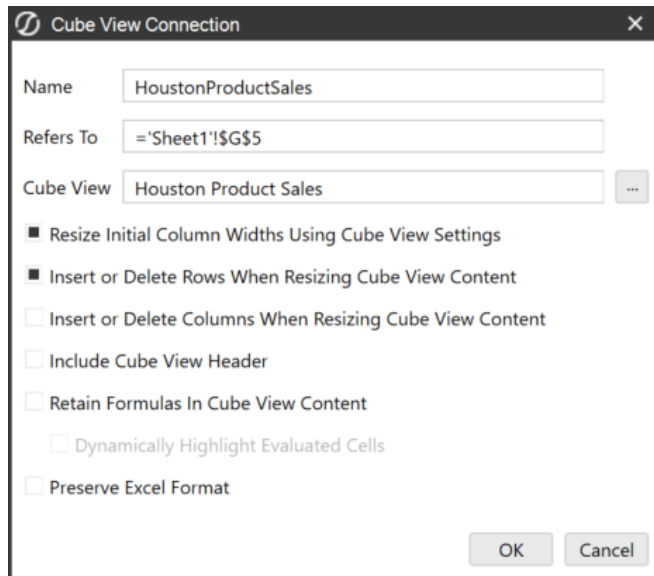 Cube View Connection
Name HoustonProductSales
Refers To ='Sheet1'!$G$5
Cube View Houston Product Sales ...
Resize Initial Column Widths Using Cube View Settings
Insert or Delete Rows When Resizing Cube View Content
Insert or Delete Columns When Resizing Cube View Content
Include Cube View Header
Retain Formulas In Cube View Content
Dynamically Highlight Evaluated Cells
Preserve Excel Format
OK Cancel